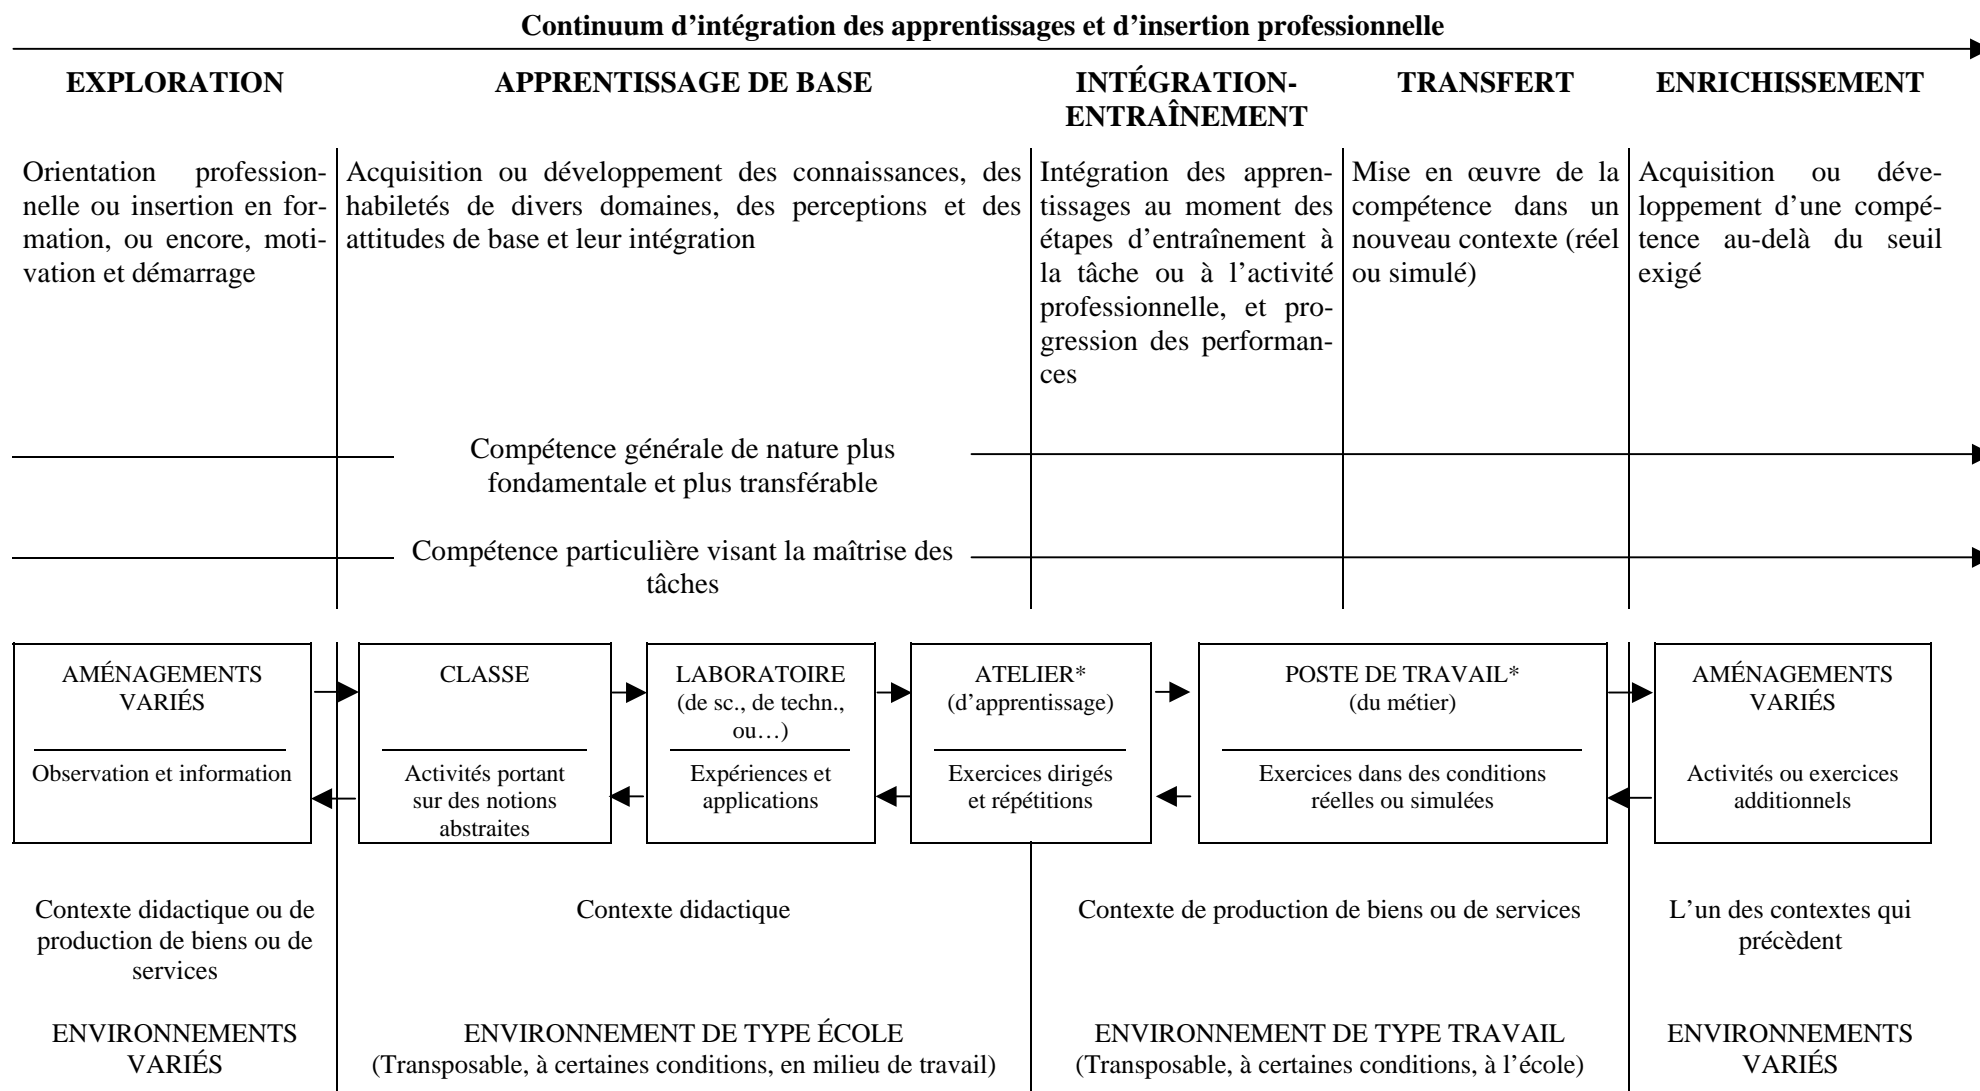 Continuum d’intégration des apprentissages et d’insertion professionnelle
EXPLORATION
APPRENTISSAGE DE BASE
INTÉGRATION-
ENTRAÎNEMENT
TRANSFERT
ENRICHISSEMENT
Orientation profession-
nelle ou insertion en for-
mation, ou encore, moti-
vation et démarrage
Acquisition ou développement des connaissances, des
habiletés de divers domaines, des perceptions et des
attitudes de base et leur intégration
Intégration des appren-
tissages au moment des
étapes d’entraînement à
la tâche ou à l’activité
professionnelle, et pro-
gression des performan-
ces
Mise en œuvre de la
compétence dans un
nouveau contexte (réel
ou simulé)
Acquisition ou déve-
loppement d’une compé-
tence au-delà du seuil
exigé
Compétence générale de nature plus
fondamentale et plus transférable
Compétence particulière visant la maîtrise des
tâches
AMÉNAGEMENTS
VARIÉS
Observation et information
CLASSE
Activités portant
sur des notions
abstraites
LABORATOIRE
(de sc., de techn.,
ou…)
Expériences et
applications
ATELIER*
(d’apprentissage)
Exercices dirigés
et répétitions
POSTE DE TRAVAIL*
(du métier)
Exercices dans des conditions
réelles ou simulées
AMÉNAGEMENTS
VARIÉS
Activités ou exercices
additionnels
Contexte didactique ou de
production de biens ou de
services
Contexte didactique
Contexte de production de biens ou de services
L’un des contextes qui
précèdent
ENVIRONNEMENTS
VARIÉS
ENVIRONNEMENT DE TYPE ÉCOLE
(Transposable, à certaines conditions, en milieu de travail)
ENVIRONNEMENT DE TYPE TRAVAIL
(Transposable, à certaines conditions, à l’école)
ENVIRONNEMENTS
VARIÉS